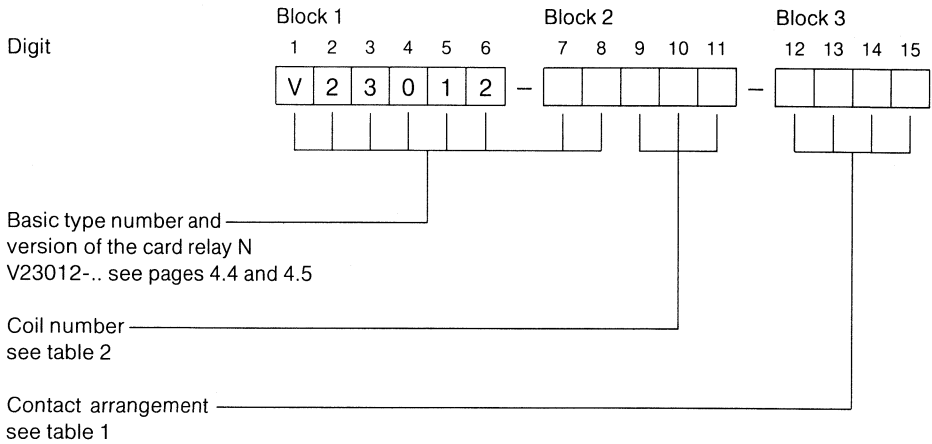 Block 1 Block 2 Block 3
Digit 1 2 3 4 5 6 7 8 9 10 11 12 13 14 15
V 2 3 0 1 2 – –
Basic type number and
version of the card relay N
V23012-.. see pages 4.4 and 4.5
Coil number
see table 2
Contact arrangement
see table 1